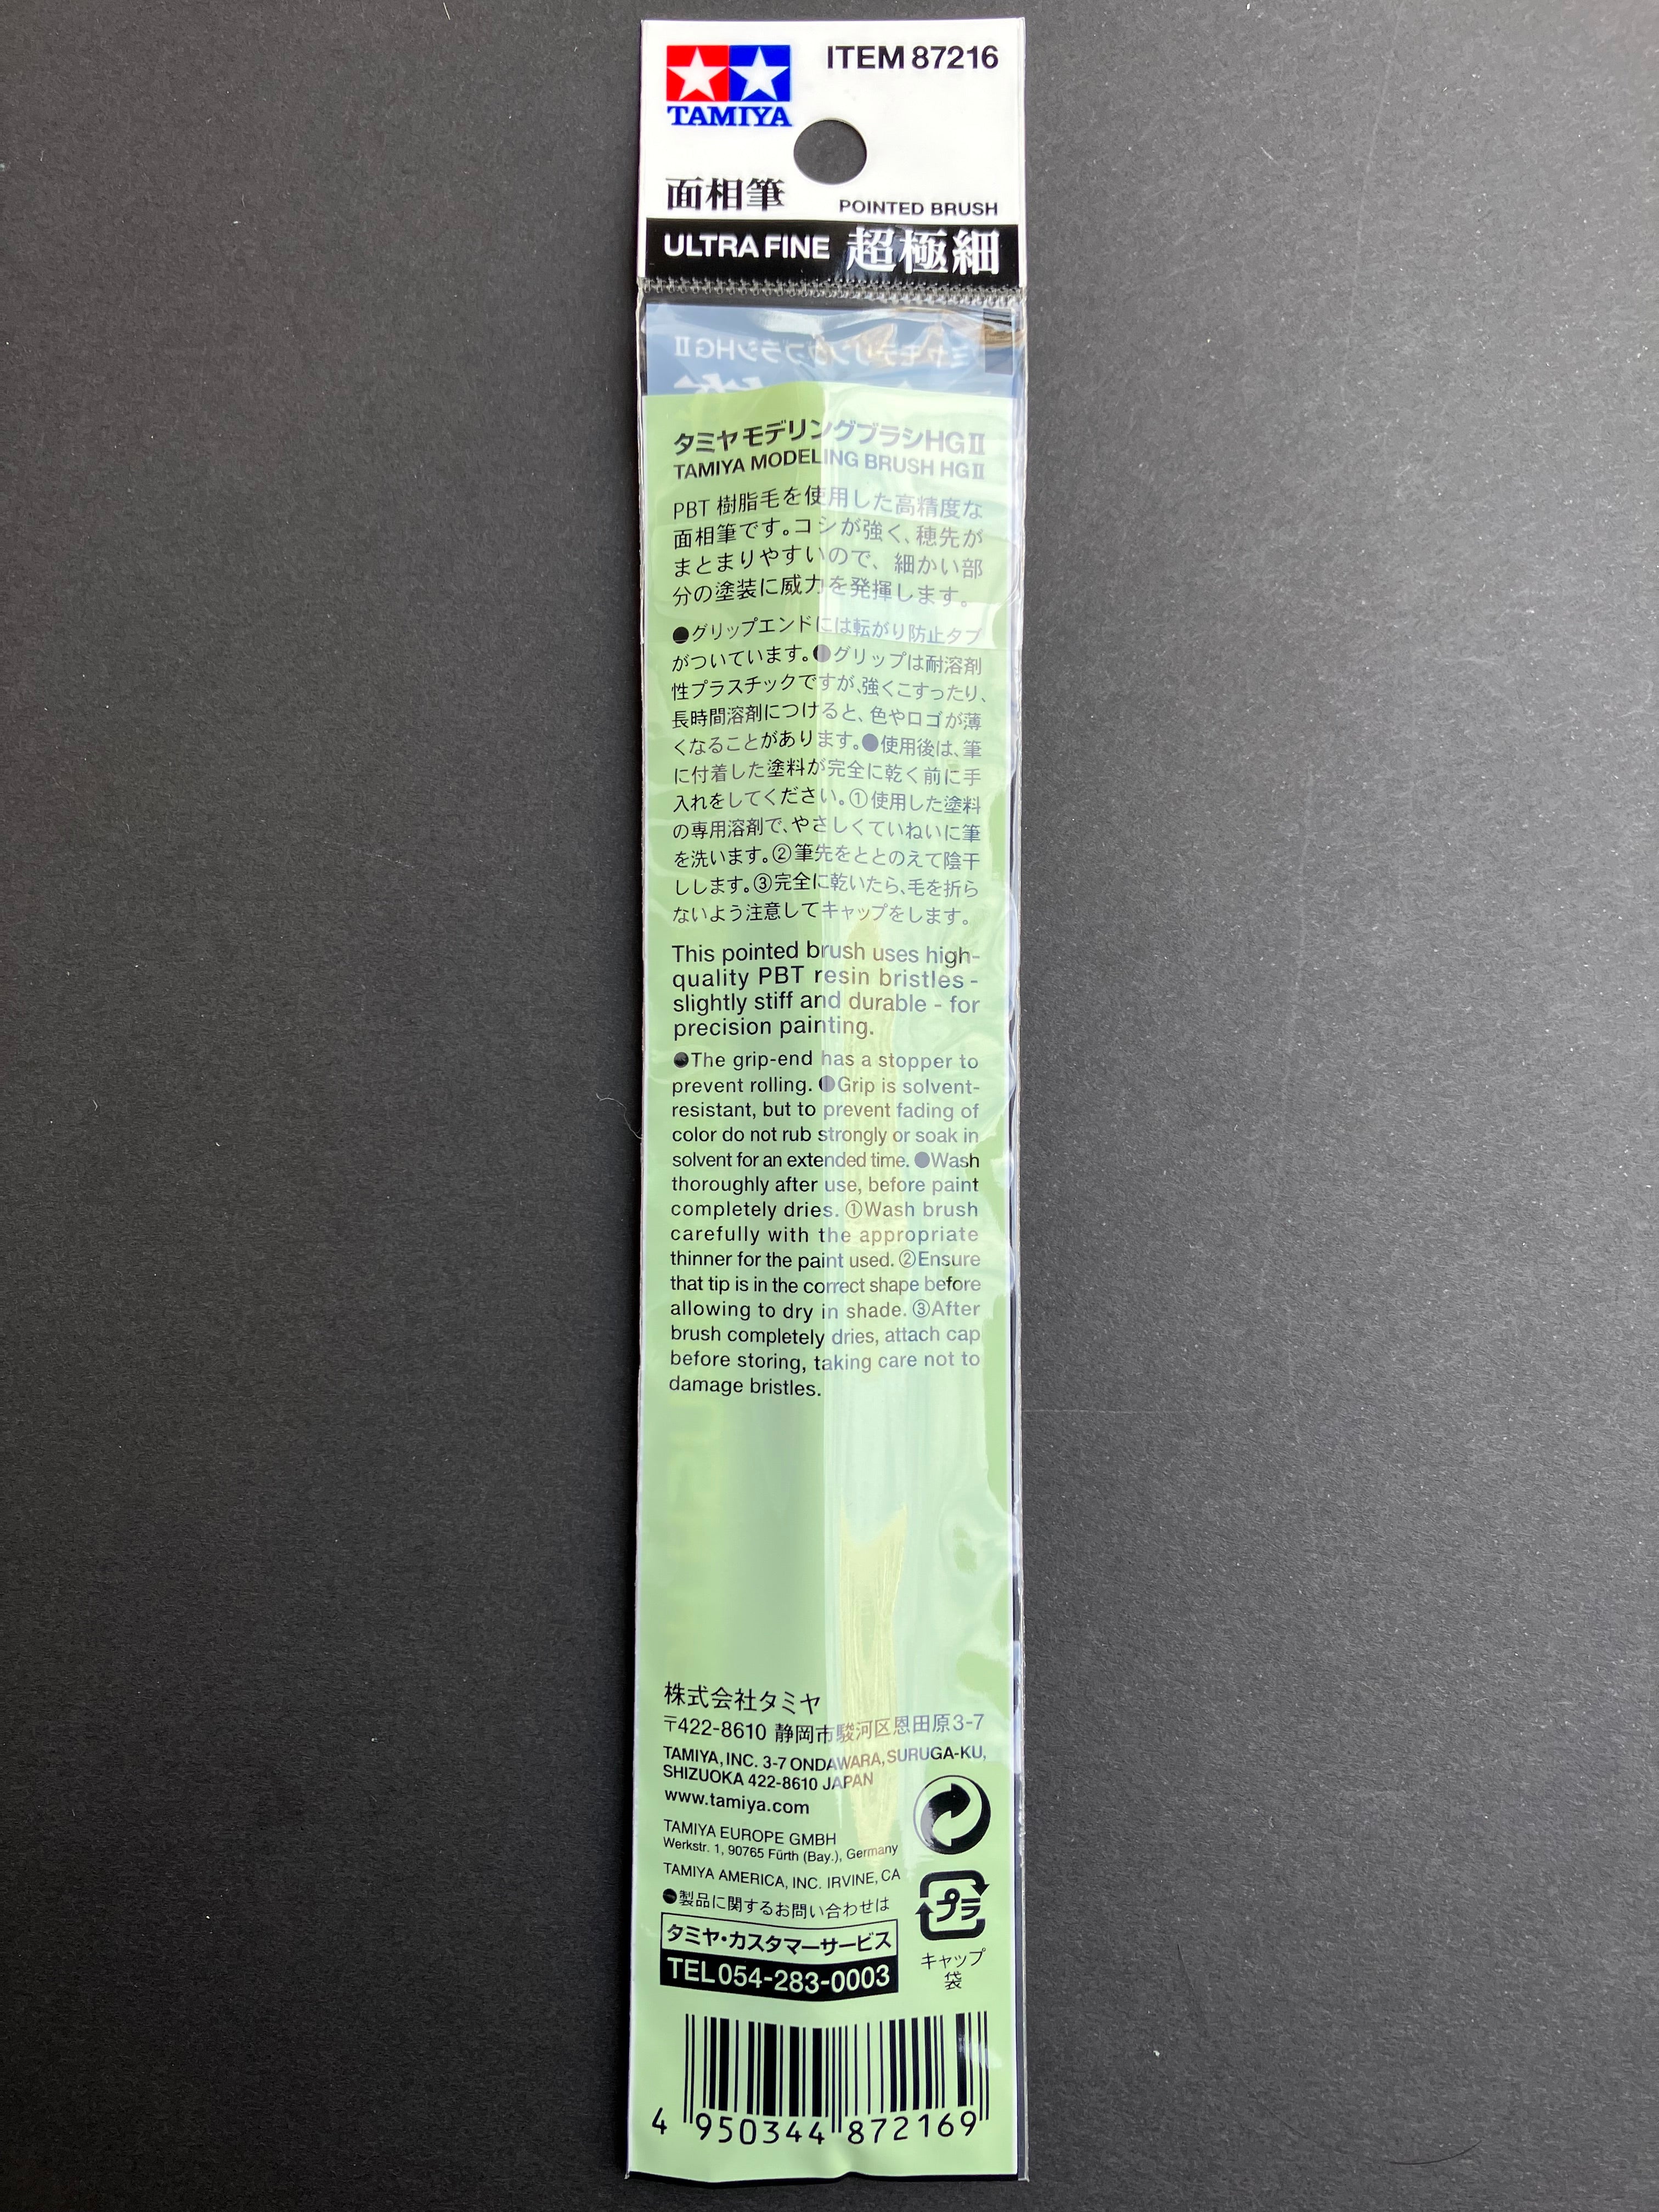 TAMIYA
ITEM 87216
面相筆
POINTED BRUSH
ULTRA FINE 超極細
タミヤモデリングブラシHGⅡ
タミヤ モデリングブラシHGⅡ
TAMIYA MODELING BRUSH HGⅡ
PBT 樹脂毛を使用した高精度な
面相筆です。コシが強く、穂先が
まとまりやすいので、細かい部
分の塗装に威力を発揮します。
●グリップエンドには転がり防止タブ
がついています。●グリップは耐溶剤
性プラスチックですが、強くこすったり、
長時間溶剤につけると、色やロゴが薄
くなることがあります。●使用後は、筆
に付着した塗料が完全に乾く前に手
入れをしてください。①使用した塗料
の専用溶剤で、やさしくていねいに筆
を洗います。②筆先をととのえて陰干
しします。③完全に乾いたら、毛を折ら
ないよう注意してキャップをします。
This pointed brush uses high-
quality PBT resin bristles -
slightly stiff and durable - for
precision painting.
●The grip-end has a stopper to
prevent rolling. ●Grip is solvent-
resistant, but to prevent fading of
color do not rub strongly or soak in
solvent for an extended time. ●Wash
thoroughly after use, before paint
completely dries. ①Wash brush
carefully with the appropriate
thinner for the paint used. ②Ensure
that tip is in the correct shape before
allowing to dry in shade. ③After
brush completely dries, attach cap
before storing, taking care not to
damage bristles.
株式会社タミヤ
〒422-8610 静岡市駿河区恩田原3-7
TAMIYA, INC. 3-7 ONDAWARA, SURUGA-KU,
SHIZUOKA 422-8610 JAPAN
www.tamiya.com
TAMIYA EUROPE GMBH
Werkstr. 1, 90765 Fürth (Bay.), Germany
TAMIYA AMERICA, INC. IRVINE, CA
●製品に関するお問い合わせは
タミヤ・カスタマーサービス
TEL 054-283-0003
プラ
キャップ
袋
4 950344 872169